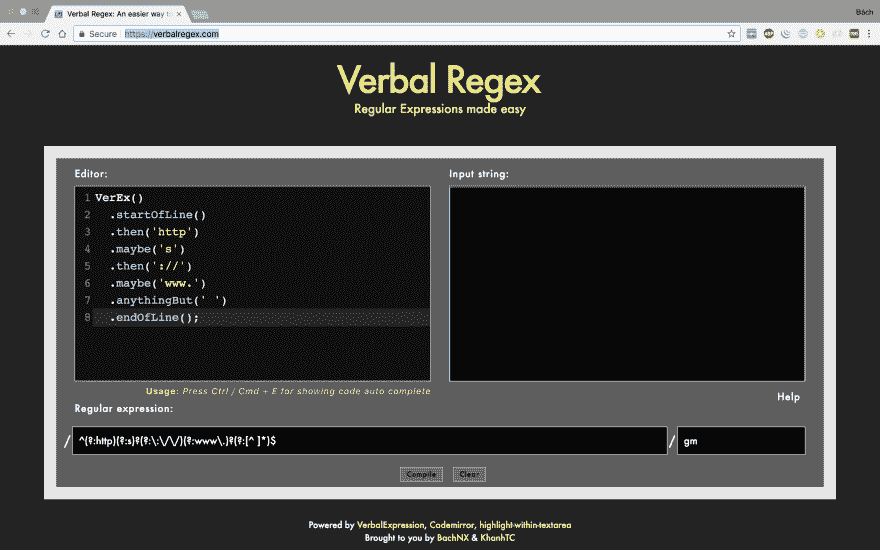 Verbal Regex: An easier way to
Bách
Secure
https://verbalregex.com
Verbal Regex
Regular Expressions made easy
Editor:
Input string:
1 VerEx()
2 .startOfLine()
3 .then('http')
4 .maybe('s')
5 .then('://')
6 .maybe('www.')
7 .anythingBut(' ')
8 .endOfLine();
Usage: Press Ctrl / Cmd + E for showing code auto complete
Help
Regular expression:
/ ^(?:http)(?:s)?(?:\:\/\/)(?:www\.)?(?:[^ ]*)$ / gm
Compile Clear
Powered by VerbalExpression, Codemirror, highlight-within-textarea
Brought to you by BachNX & KhanhTC